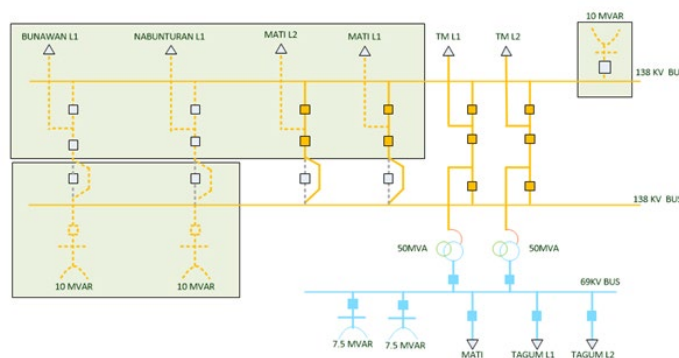 10 MVAR
BUNAWAN L1
NABUNTURAN L1
MATI L2
MATI L1
TM L1
TM L2
138 KV BUS
138 KV BUS
50MVA
50MVA
69KV BUS
10 MVAR
10 MVAR
7.5 MVAR
7.5 MVAR
MATI
TAGUM L1
TAGUM L2